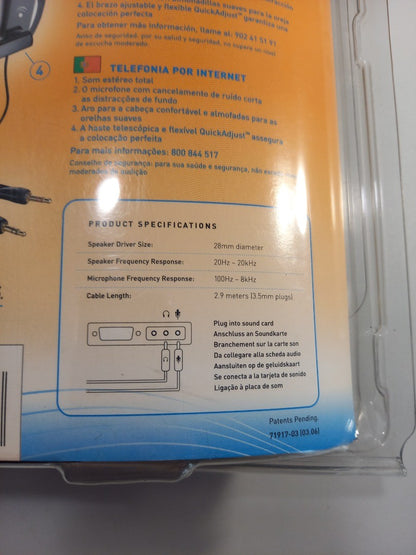 4. El brazo ajustable y flexible QuickAdjust™ garantiza una
colocación perfecta
Para obtener más información, llame al. 902 41 51 91
Aviso de seguridad. por su salud y seguridad, no supere un nivel
de escucha moderado.
4
TELEFONIA POR INTERNET
1. Som estéreo total
2. O microfone com cancelamento de ruído corta
as distracções de fundo
3. Aro para a cabeça confortável e almofadas para as
orelhas suaves
4. A haste telescópica e flexível QuickAdjust™ assegura
a colocação perfeita
Para mais informações: 800 844 517
Conselho de segurança: para sua saúde e segurança, não
moderados de audição
PRODUCT SPECIFICATIONS
Speaker Driver Size: 28mm diameter
Speaker Frequency Response: 20Hz – 20kHz
Microphone Frequency Response: 100Hz – 8kHz
Cable Length: 2.9 meters (3.5mm plugs)
Plug into sound card
Anschluss an Soundkarte
Branchement sur la carte son
Da collegare alla scheda audio
Aansluiten op de geluidskaart
Se conecta a la tarjeta de sonido
Ligação à placa de som
Patents Pending.
71917-03 (03.06)